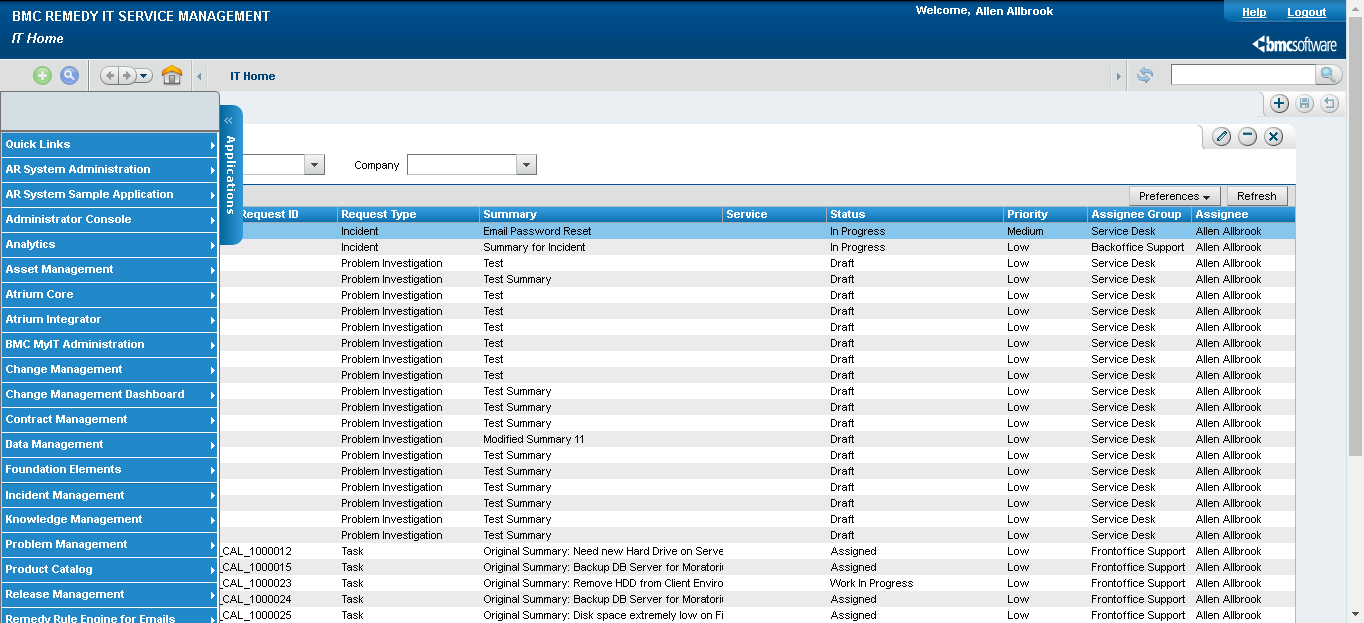 BMC REMEDY IT SERVICE MANAGEMENT
Welcome, Allen Allbrook
Help Logout
IT Home
bmcsoftware
IT Home
Applications
Quick Links
AR System Administration
AR System Sample Application
Administrator Console
Analytics
Asset Management
Atrium Core
Atrium Integrator
BMC MyIT Administration
Change Management
Change Management Dashboard
Contract Management
Data Management
Foundation Elements
Incident Management
Knowledge Management
Problem Management
Product Catalog
Release Management
Remedy Rule Engine for Emails
Company
Preferences Refresh
Request ID Request Type Summary Service Status Priority Assignee Group Assignee
Incident Email Password Reset In Progress Medium Service Desk Allen Allbrook
Incident Summary for Incident In Progress Low Backoffice Support Allen Allbrook
Problem Investigation Test Draft Low Service Desk Allen Allbrook
Problem Investigation Test Summary Draft Low Service Desk Allen Allbrook
Problem Investigation Test Draft Low Service Desk Allen Allbrook
Problem Investigation Test Draft Low Service Desk Allen Allbrook
Problem Investigation Test Draft Low Service Desk Allen Allbrook
Problem Investigation Test Draft Low Service Desk Allen Allbrook
Problem Investigation Test Draft Low Service Desk Allen Allbrook
Problem Investigation Test Draft Low Service Desk Allen Allbrook
Problem Investigation Test Summary Draft Low Service Desk Allen Allbrook
Problem Investigation Test Summary Draft Low Service Desk Allen Allbrook
Problem Investigation Test Summary Draft Low Service Desk Allen Allbrook
Problem Investigation Modified Summary 11 Draft Low Service Desk Allen Allbrook
Problem Investigation Test Summary Draft Low Service Desk Allen Allbrook
Problem Investigation Test Summary Draft Low Service Desk Allen Allbrook
Problem Investigation Test Summary Draft Low Service Desk Allen Allbrook
Problem Investigation Test Summary Draft Low Service Desk Allen Allbrook
Problem Investigation Test Summary Draft Low Service Desk Allen Allbrook
Problem Investigation Test Summary Draft Low Service Desk Allen Allbrook
_CAL_1000012 Task Original Summary: Need new Hard Drive on Serve Assigned Low Frontoffice Support Allen Allbrook
_CAL_1000015 Task Original Summary: Backup DB Server for Moratori Assigned Low Frontoffice Support Allen Allbrook
_CAL_1000023 Task Original Summary: Remove HDD from Client Enviro Work In Progress Low Frontoffice Support Allen Allbrook
_CAL_1000024 Task Original Summary: Backup DB Server for Moratori Assigned Low Frontoffice Support Allen Allbrook
_CAL_1000025 Task Original Summary: Disk space extremely low on Fi Assigned Low Frontoffice Support Allen Allbrook